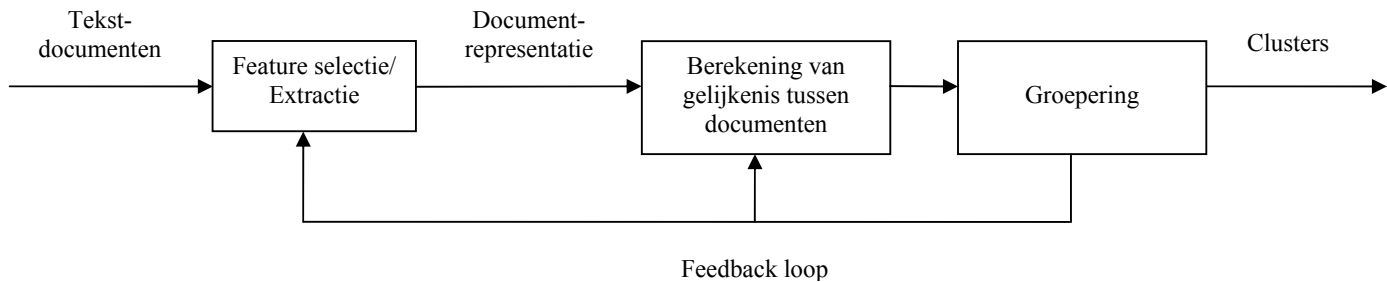 Tekst-
documenten
Feature selectie/
Extractie
Document-
representatie
Berekening van
gelijkenis tussen
documenten
Groepering
Clusters
Feedback loop